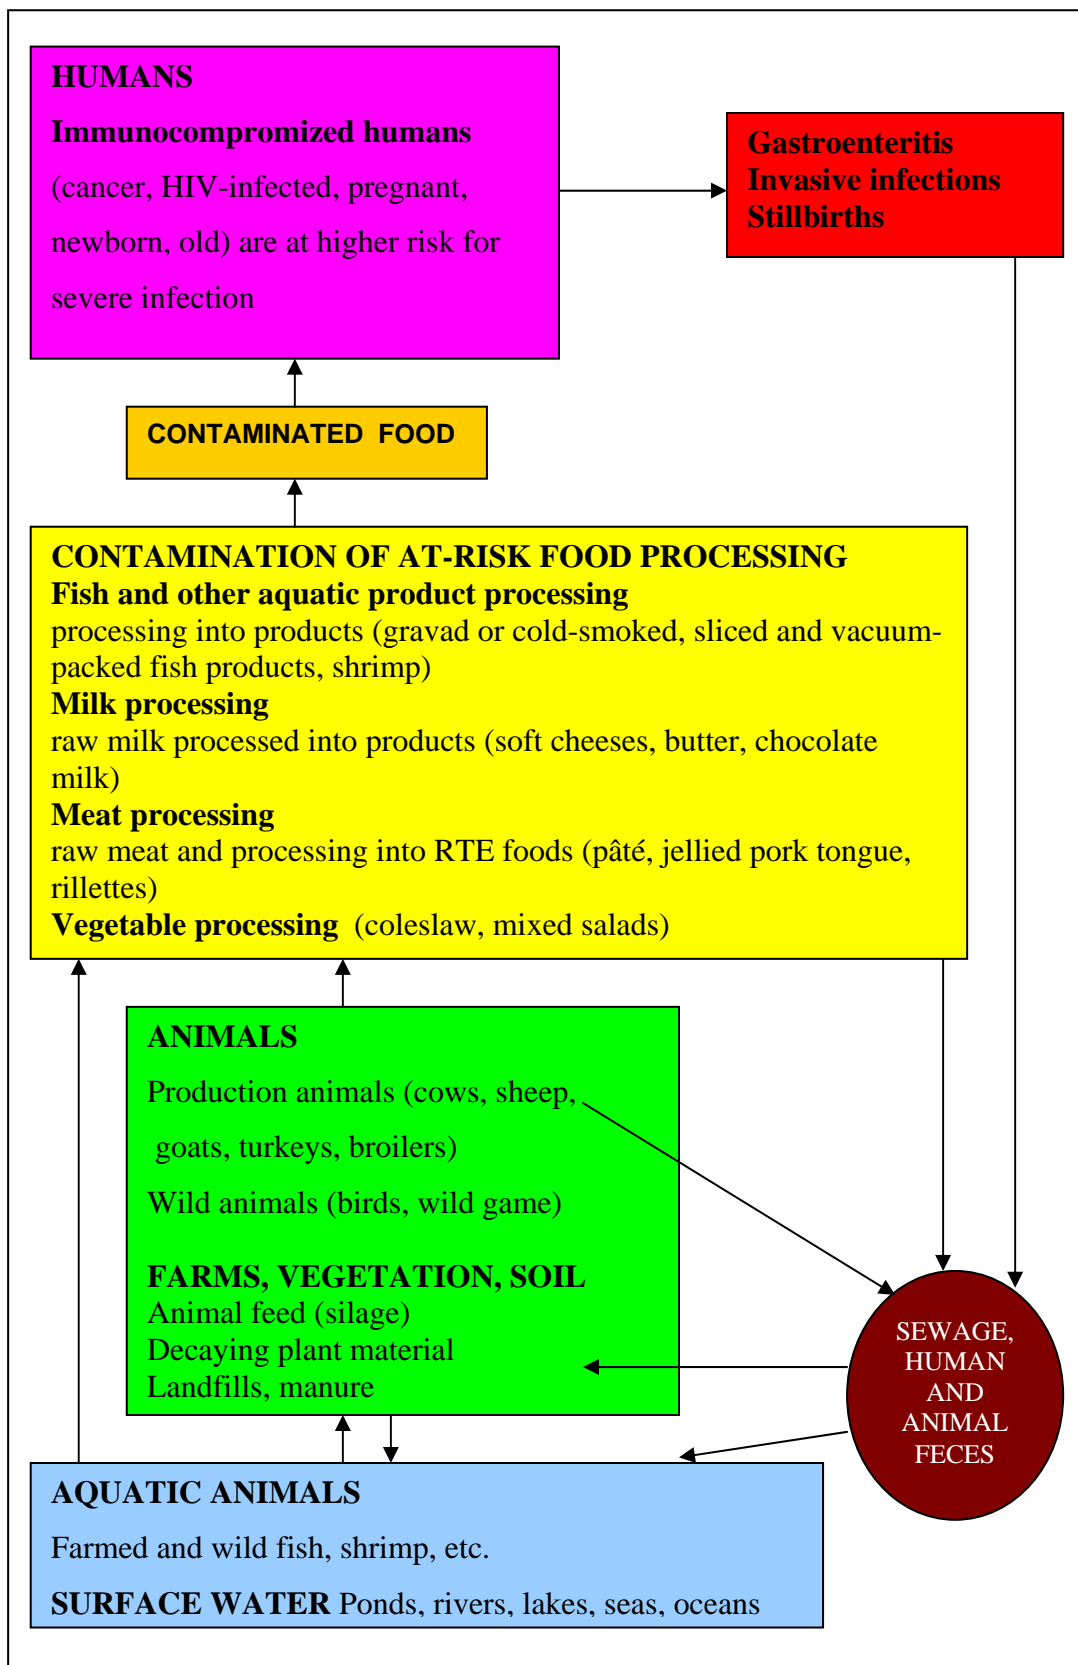 HUMANS
Immunocompromized humans
(cancer, HIV-infected, pregnant,
newborn, old) are at higher risk for
severe infection
Gastroenteritis
Invasive infections
Stillbirths
CONTAMINATED FOOD
CONTAMINATION OF AT-RISK FOOD PROCESSING
Fish and other aquatic product processing
processing into products (gravad or cold-smoked, sliced and vacuum-
packed fish products, shrimp)
Milk processing
raw milk processed into products (soft cheeses, butter, chocolate
milk)
Meat processing
raw meat and processing into RTE foods (pâté, jellied pork tongue,
rillettes)
Vegetable processing (coleslaw, mixed salads)
ANIMALS
Production animals (cows, sheep,
goats, turkeys, broilers)
Wild animals (birds, wild game)
FARMS, VEGETATION, SOIL
Animal feed (silage)
Decaying plant material
Landfills, manure
SEWAGE,
HUMAN
AND
ANIMAL
FECES
AQUATIC ANIMALS
Farmed and wild fish, shrimp, etc.
SURFACE WATER Ponds, rivers, lakes, seas, oceans